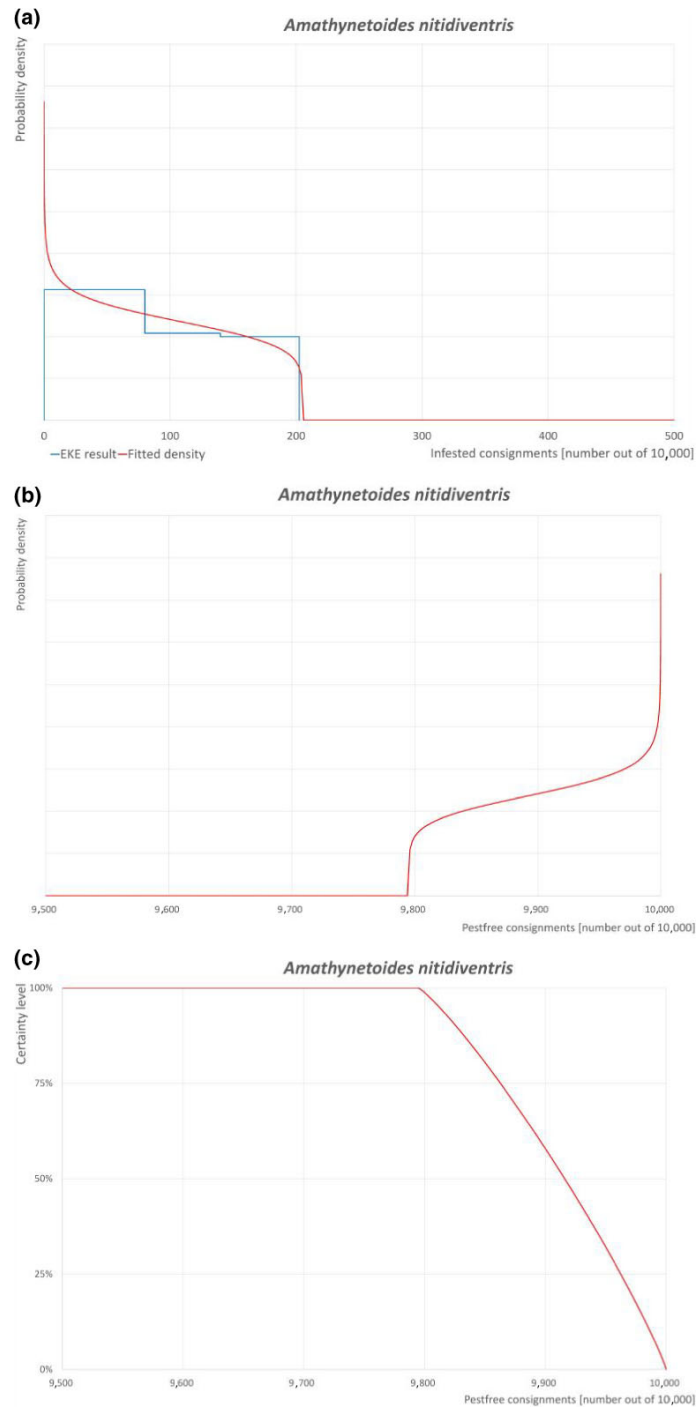 (a)
Amathynetoides nitidiventris
Probability density
0 100 200 300 400 500
EKE result Fitted density Infested consignments [number out of 10,000]
(b)
Amathynetoides nitidiventris
Probability density
9,500 9,600 9,700 9,800 9,900 10,000
Pestfree consignments [number out of 10,000]
(c)
Amathynetoides nitidiventris
Certainty level
100%
75%
50%
25%
0%
9,500 9,600 9,700 9,800 9,900 10,000
Pestfree consignments [number out of 10,000]